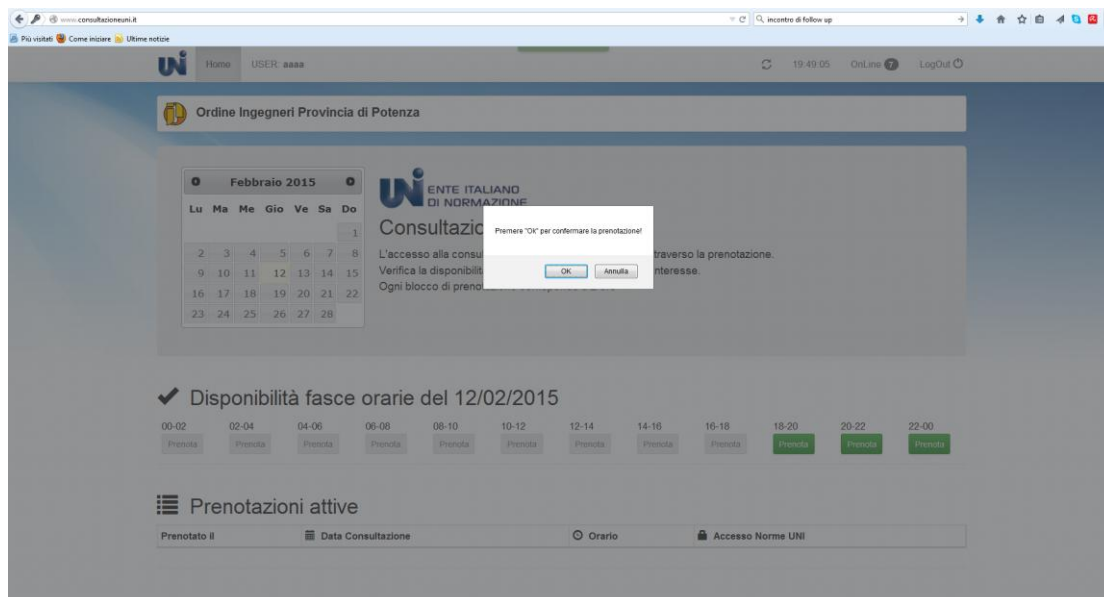 www.consultazioneuni.it
incontro di follow up
Più visitati Come iniziare Ultime notizie
UNI Home USER: aaaa 19:49:05 OnLine 7 LogOut
Ordine Ingegneri Provincia di Potenza
Febbraio 2015
Lu Ma Me Gio Ve Sa Do
1
2 3 4 5 6 7 8
9 10 11 12 13 14 15
16 17 18 19 20 21 22
23 24 25 26 27 28
UNI ENTE ITALIANO
DI NORMAZIONE
Consultazio
L'accesso alla consu traverso la prenotazione.
Verifica la disponibilit nteresse.
Ogni blocco di preno
Premere "Ok" per confermare la prenotazione!
OK Annulla
Disponibilità fasce orarie del 12/02/2015
00-02 02-04 04-06 06-08 08-10 10-12 12-14 14-16 16-18 18-20 20-22 22-00
Prenota Prenota Prenota Prenota Prenota Prenota Prenota Prenota Prenota Prenota Prenota Prenota
Prenotazioni attive
Prenotato il Data Consultazione Orario Accesso Norme UNI